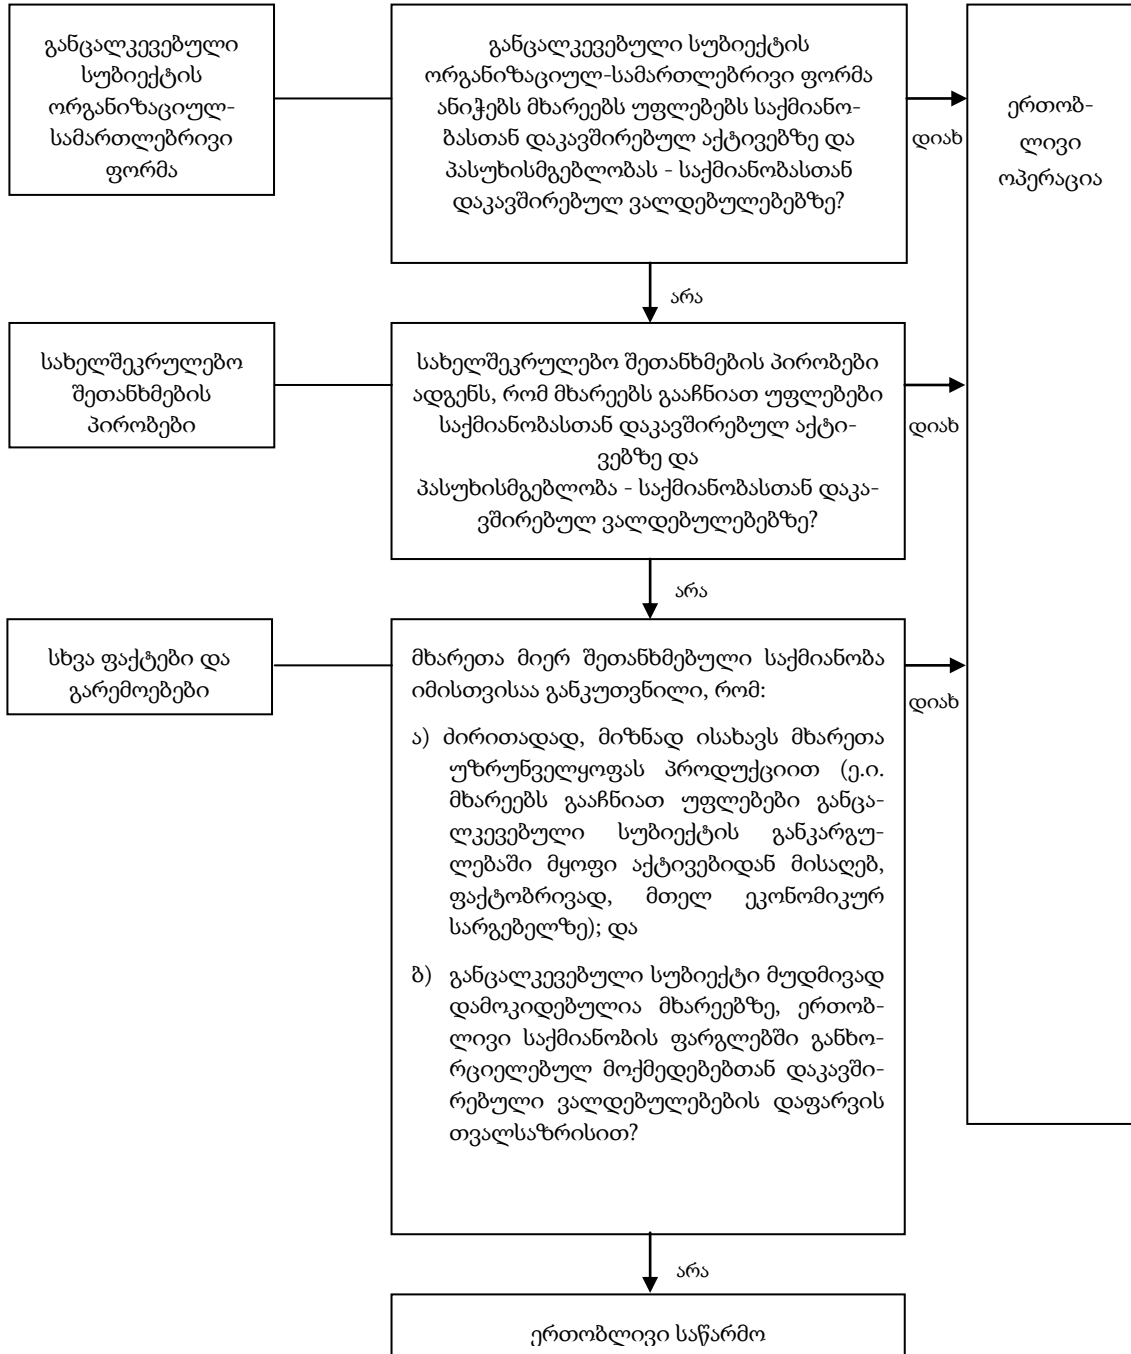 განცალკევებული
სუბიექტის
ორგანიზაციულ-
სამართლებრივი
ფორმა
განცალკევებული სუბიექტის
ორგანიზაციულ-სამართლებრივი ფორმა
ანიჭებს მხარეებს უფლებებს საქმიანო-
ბასთან დაკავშირებულ აქტივებზე და
პასუხისმგებლობას - საქმიანობასთან
დაკავშირებულ ვალდებულებებზე?
დიახ
ერთობ-
ლივი
ოპერაცია
არა
სახელშეკრულებო
შეთანხმების
პირობები
სახელშეკრულებო შეთანხმების პირობები
ადგენს, რომ მხარეებს გააჩნიათ უფლებები
საქმიანობასთან დაკავშირებულ აქტი-
ვებზე და
პასუხისმგებლობა - საქმიანობასთან დაკა-
ვშირებულ ვალდებულებებზე?
დიახ
არა
სხვა ფაქტები და
გარემოებები
მხარეთა მიერ შეთანხმებული საქმიანობა
იმისთვისაა განკუთვნილი, რომ:
დიახ
ა) ძირითადად, მიზნად ისახავს მხარეთა
უზრუნველყოფას პროდუქციით (ე.ი.
მხარეებს გააჩნიათ უფლებები განცა-
ლკევებული სუბიექტის განკარგუ-
ლებაში მყოფი აქტივებიდან მისაღებ,
ფაქტობრივად, მთელ ეკონომიკურ
სარგებელზე); და
ბ) განცალკევებული სუბიექტი მუდმივად
დამოკიდებულია მხარეებზე, ერთობ-
ლივი საქმიანობის ფარგლებში განხო-
რციელებულ მოქმედებებთან დაკავში-
რებული ვალდებულებების დაფარვის
თვალსაზრისით?
არა
ერთობლივი საწარმო